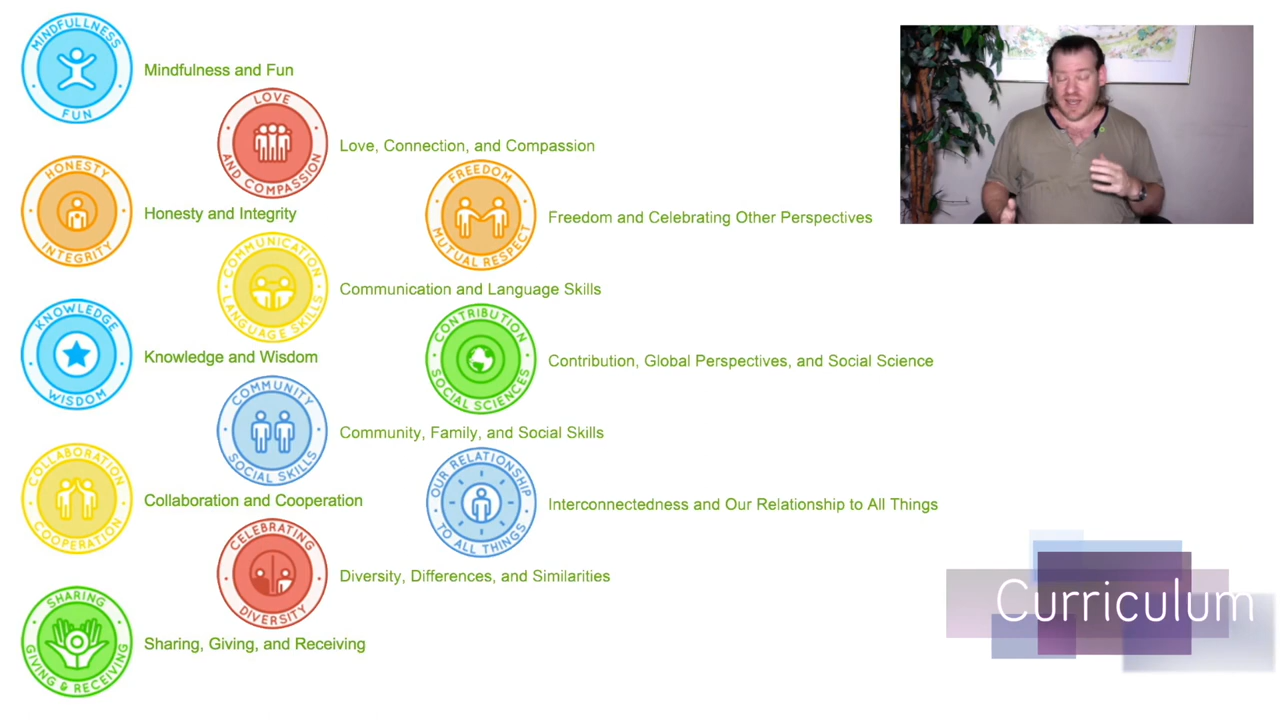 MINDFULLNESS
FUN
Mindfulness and Fun
LOVE
AND COMPASSION
Love, Connection, and Compassion
HONESTY
INTEGRITY
Honesty and Integrity
FREEDOM
MUTUAL RESPECT
Freedom and Celebrating Other Perspectives
COMMUNICATION
LANGUAGE SKILLS
Communication and Language Skills
KNOWLEDGE
WISDOM
Knowledge and Wisdom
CONTRIBUTION
SOCIAL SCIENCES
Contribution, Global Perspectives, and Social Science
COMMUNITY
SOCIAL SKILLS
Community, Family, and Social Skills
COLLABORATION
COOPERATION
Collaboration and Cooperation
OUR RELATIONSHIP
TO ALL THINGS
Interconnectedness and Our Relationship to All Things
CELEBRATING
DIVERSITY
Diversity, Differences, and Similarities
SHARING
GIVING & RECEIVING
Sharing, Giving, and Receiving
Curriculum